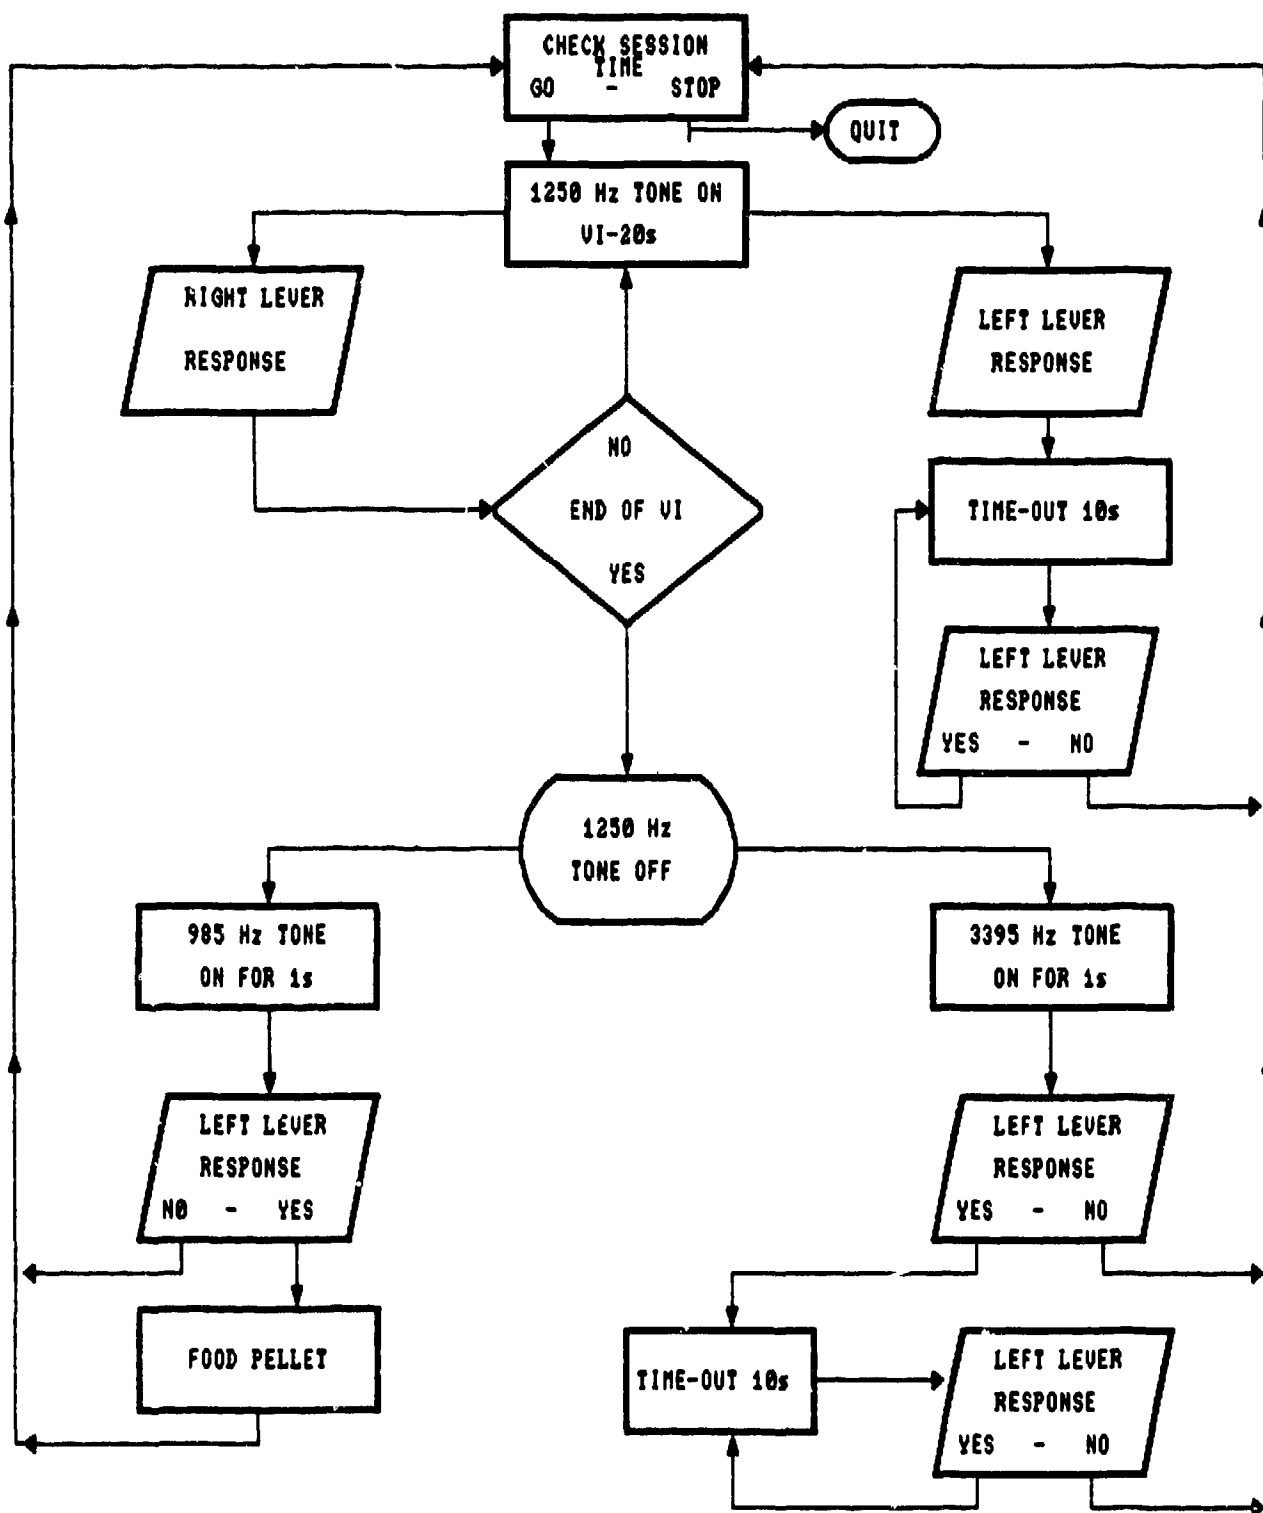 CHECK SESSION
TIME
GO - STOP
QUIT
1250 Hz TONE ON
VI-20s
RIGHT LEVER
RESPONSE
LEFT LEVER
RESPONSE
NO
END OF VI
YES
TIME-OUT 10s
LEFT LEVER
RESPONSE
YES - NO
1250 Hz
TONE OFF
985 Hz TONE
ON FOR 1s
3395 Hz TONE
ON FOR 1s
LEFT LEVER
RESPONSE
NO - YES
LEFT LEVER
RESPONSE
YES - NO
FOOD PELLET
TIME-OUT 10s
LEFT LEVER
RESPONSE
YES - NO